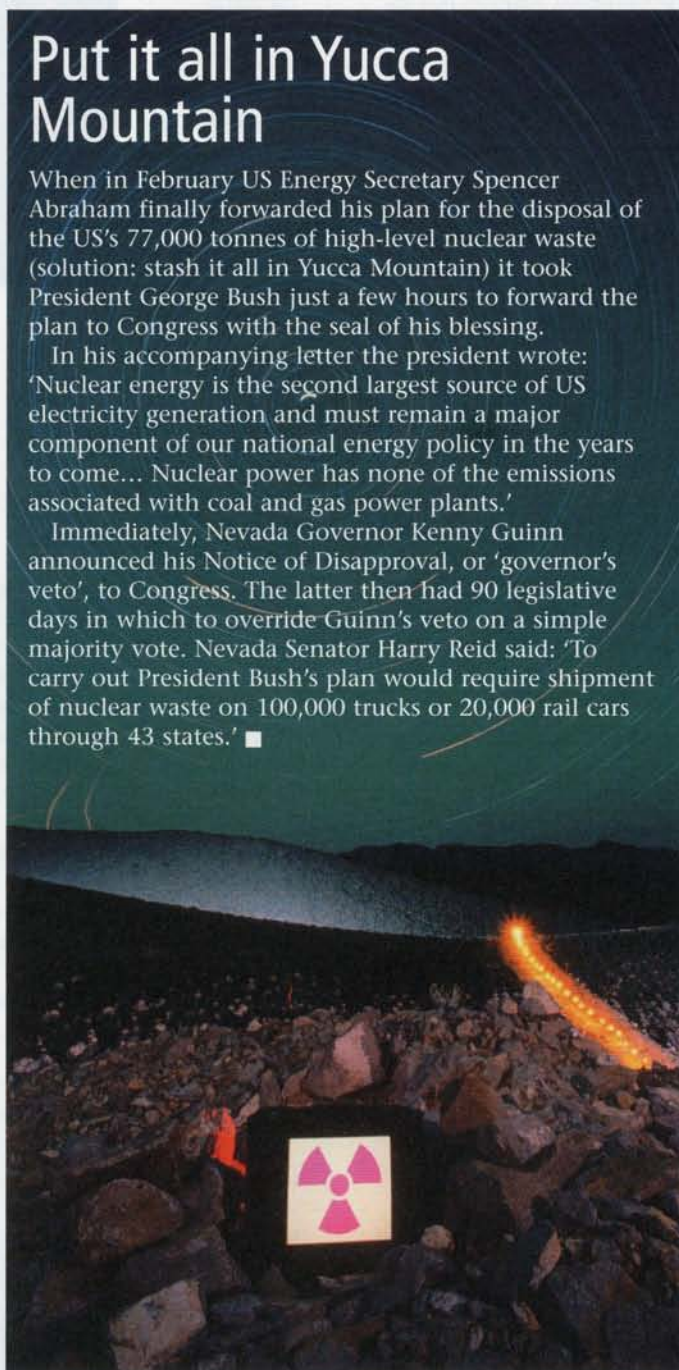 Put it all in Yucca
Mountain
When in February US Energy Secretary Spencer
Abraham finally forwarded his plan for the disposal of
the US's 77,000 tonnes of high-level nuclear waste
(solution: stash it all in Yucca Mountain) it took
President George Bush just a few hours to forward the
plan to Congress with the seal of his blessing.
In his accompanying letter the president wrote:
‘Nuclear energy is the second largest source of US
electricity generation and must remain a major
component of our national energy policy in the years
to come… Nuclear power has none of the emissions
associated with coal and gas power plants.’
Immediately, Nevada Governor Kenny Guinn
announced his Notice of Disapproval, or ‘governor’s
veto’, to Congress. The latter then had 90 legislative
days in which to override Guinn’s veto on a simple
majority vote. Nevada Senator Harry Reid said: ‘To
carry out President Bush’s plan would require shipment
of nuclear waste on 100,000 trucks or 20,000 rail cars
through 43 states.’ ■